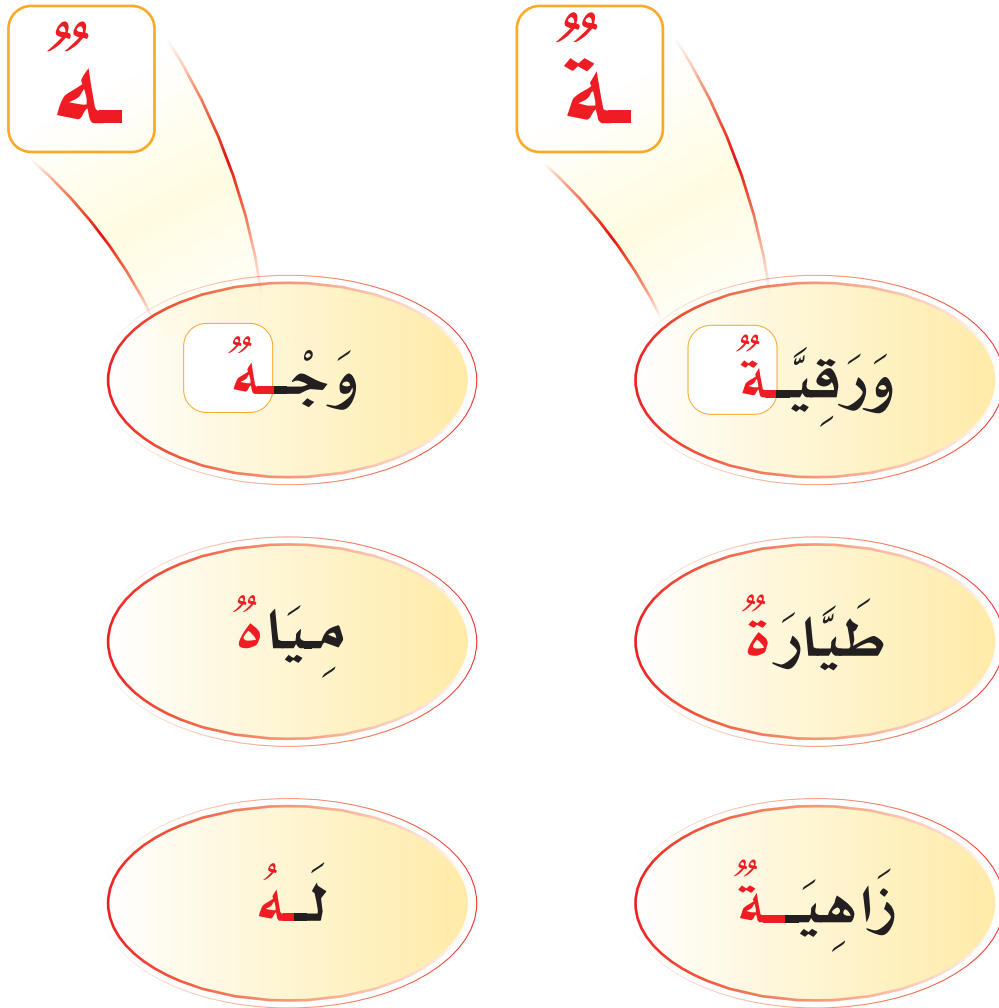 ـةٌ
ـهٌ
وَرَقِيَّـةٌ
وَجْـهٌ
طَيَّارَةٌ
مِيَاهٌ
زَاهِيَـةٌ
لَـهُ